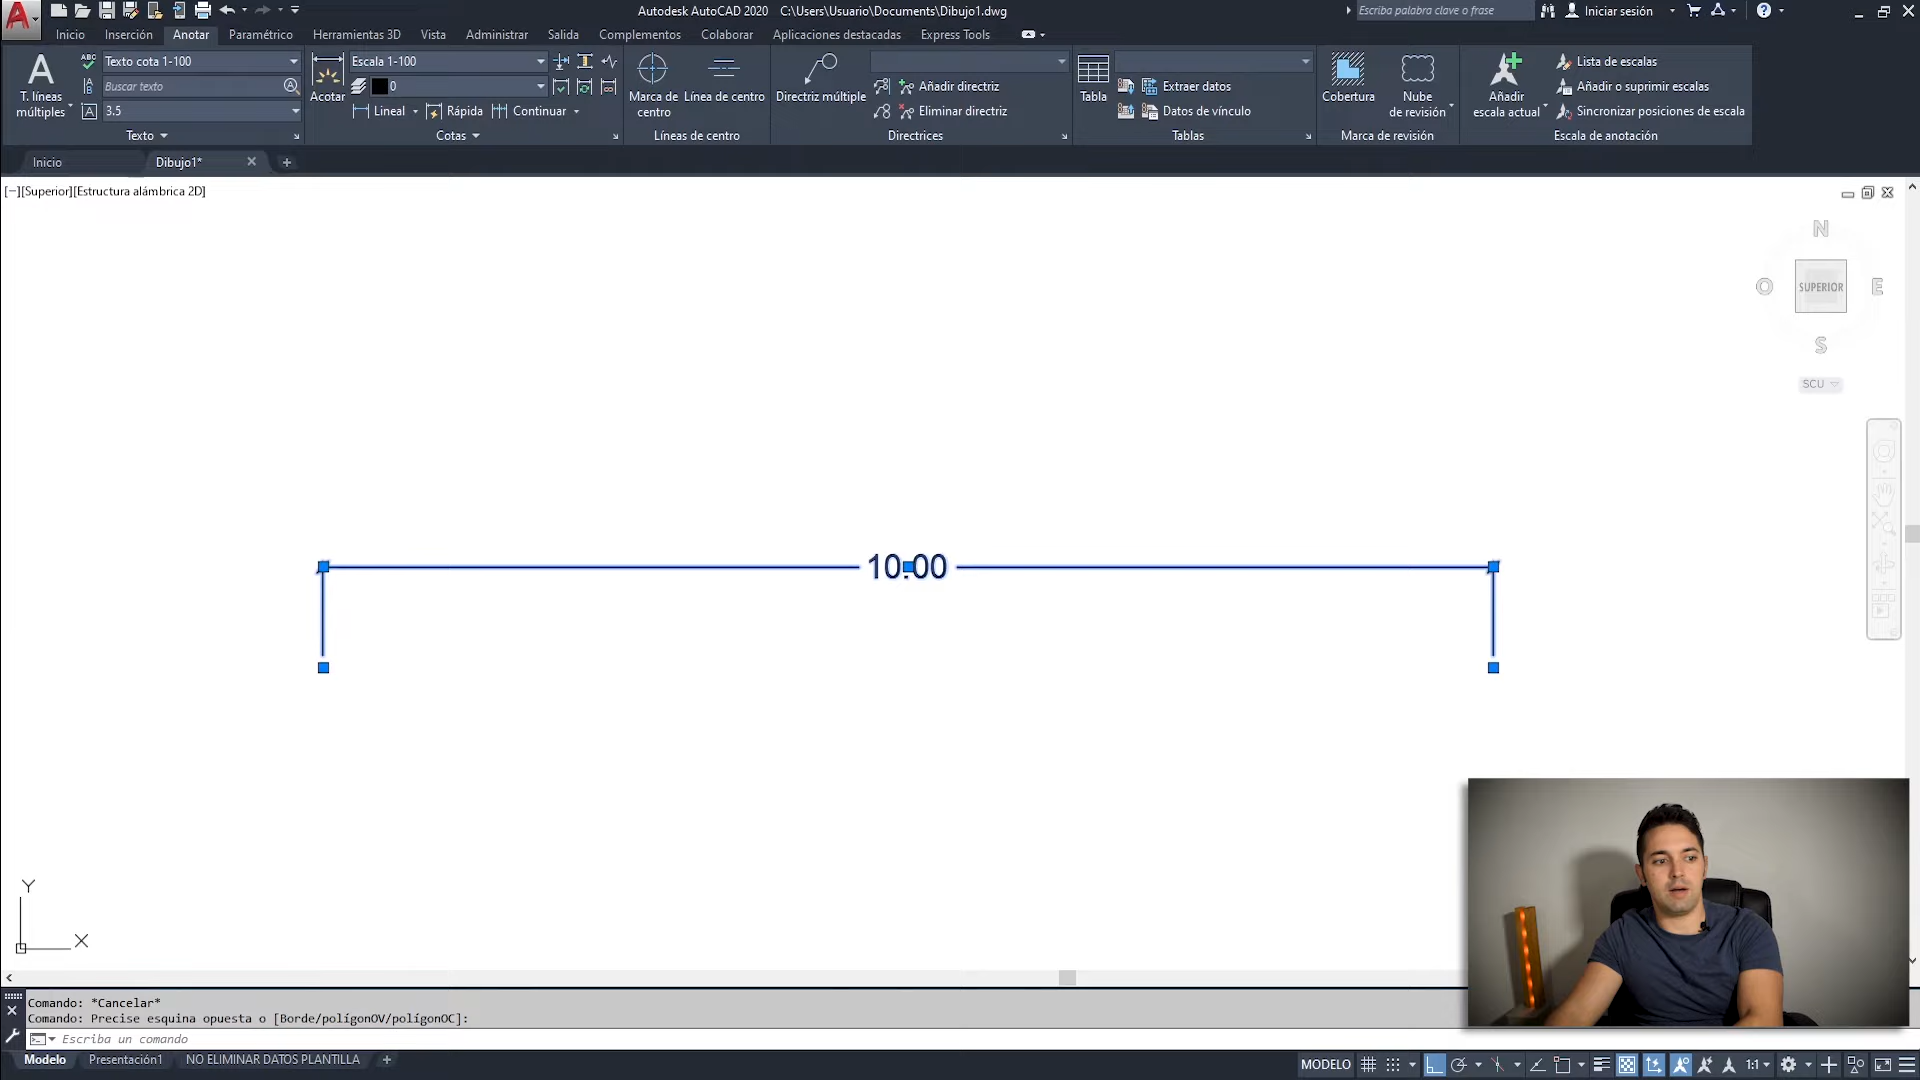 Autodesk AutoCAD 2020 C:\Users\Usuario\Documents\Dibujo1.dwg
Escriba palabra clave o frase
Iniciar sesión
Inicio Inserción Anotar Paramétrico Herramientas 3D Vista Administrar Salida Complementos Colaborar Aplicaciones destacadas Express Tools
T. líneas
múltiples
ABC
Texto cota 1-100
Buscar texto
3.5
Texto
Acotar
Escala 1-100
0
Lineal Rápida Continuar
Cotas
Marca de
centro
Línea de centro
Líneas de centro
Directriz múltiple
Añadir directriz
Eliminar directriz
Directrices
Tabla
Extraer datos
Datos de vínculo
Tablas
Cobertura
Nube
de revisión
Marca de revisión
Añadir
escala actual
Lista de escalas
Añadir o suprimir escalas
Sincronizar posiciones de escala
Escala de anotación
Inicio Dibujo1*
[−][Superior][Estructura alámbrica 2D]
N
O SUPERIOR E
S
SCU
10.00
Y
X
Comando: *Cancelar*
Comando: Precise esquina opuesta o [Borde/polígonOV/polígonOC]:
Escriba un comando
Modelo Presentación1 NO ELIMINAR DATOS PLANTILLA +
MODELO
1:1